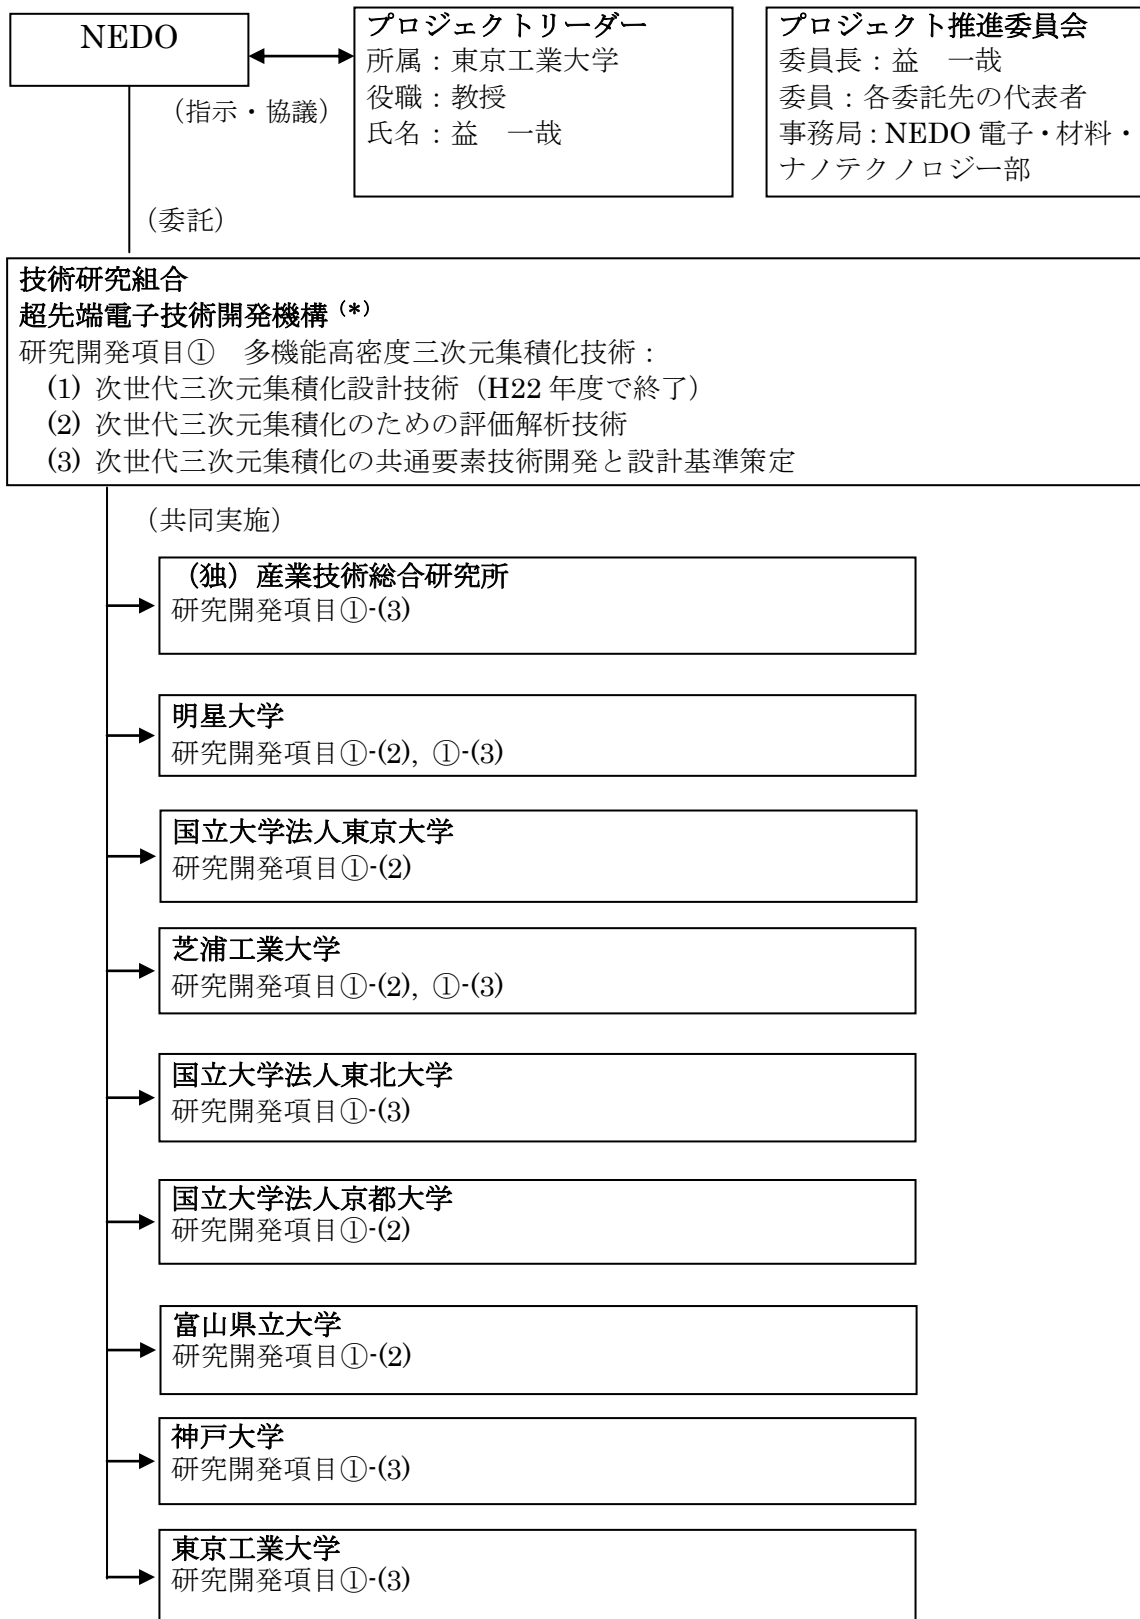 NEDO
(指示・協議)
プロジェクトリーダー
所属：東京工業大学
役職：教授
氏名：益　一哉
プロジェクト推進委員会
委員長：益　一哉
委員：各委託先の代表者
事務局：NEDO 電子・材料・
ナノテクノロジー部
（委託）
技術研究組合
超先端電子技術開発機構（*）
研究開発項目①　多機能高密度三次元集積化技術：
(1) 次世代三次元集積化設計技術（H22 年度で終了）
(2) 次世代三次元集積化のための評価解析技術
(3) 次世代三次元集積化の共通要素技術開発と設計基準策定
（共同実施）
（独）産業技術総合研究所
研究開発項目①-(3)
明星大学
研究開発項目①-(2), ①-(3)
国立大学法人東京大学
研究開発項目①-(2)
芝浦工業大学
研究開発項目①-(2), ①-(3)
国立大学法人東北大学
研究開発項目①-(3)
国立大学法人京都大学
研究開発項目①-(2)
富山県立大学
研究開発項目①-(2)
神戸大学
研究開発項目①-(3)
東京工業大学
研究開発項目①-(3)